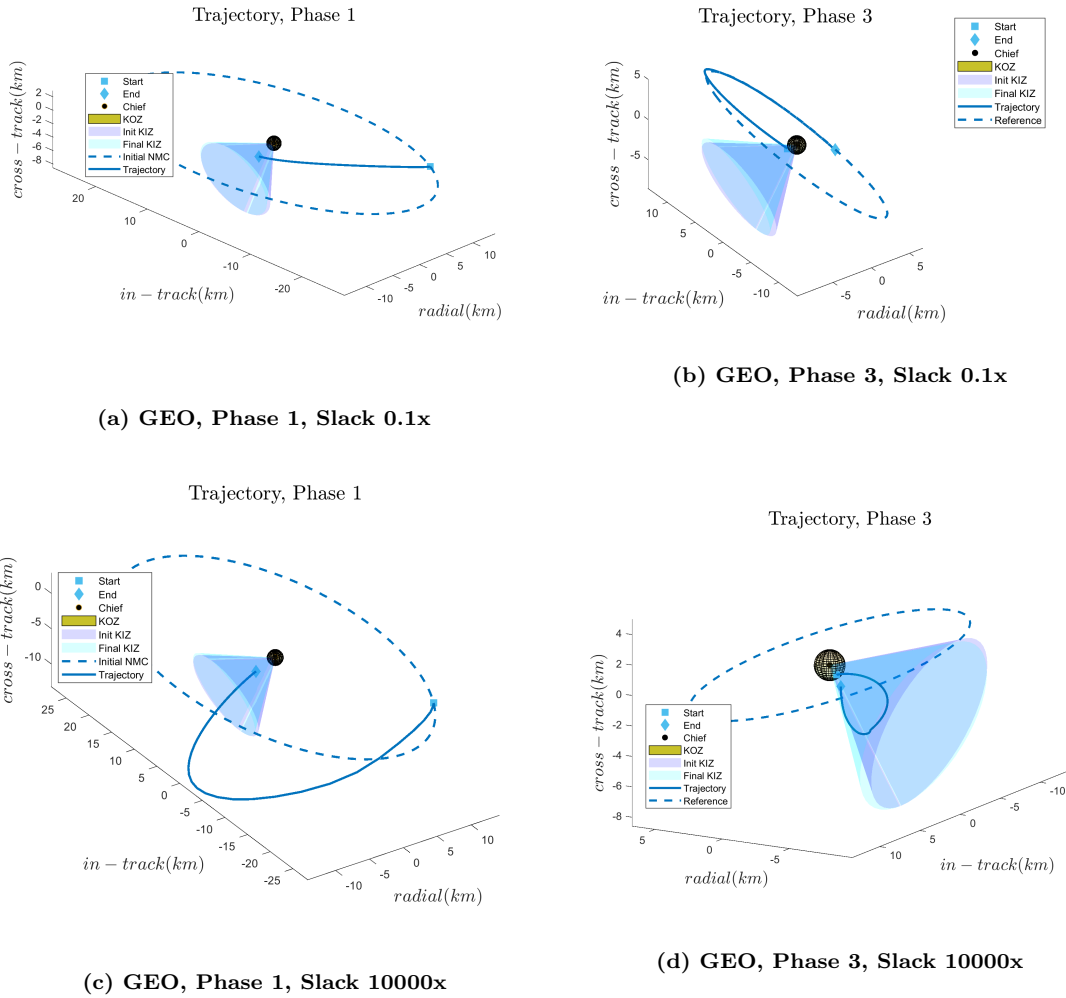 Trajectory, Phase 1
cross − track(km)
2
0
-2
-4
-6
-8
20
10
0
-10
-20
in − track(km)
-10
-5
0
5
10
radial(km)
Start
End
Chief
KOZ
Init KIZ
Final KIZ
Initial NMC
Trajectory
(a) GEO, Phase 1, Slack 0.1x
Trajectory, Phase 3
cross − track(km)
5
0
-5
10
5
0
-5
-10
in − track(km)
-5
0
5
radial(km)
Start
End
Chief
KOZ
Init KIZ
Final KIZ
Trajectory
Reference
(b) GEO, Phase 3, Slack 0.1x
Trajectory, Phase 1
cross − track(km)
0
-5
-10
25
20
15
10
5
0
-5
-10
-15
-20
-25
in − track(km)
-10
-5
0
5
10
radial(km)
Start
End
Chief
KOZ
Init KIZ
Final KIZ
Initial NMC
Trajectory
(c) GEO, Phase 1, Slack 10000x
Trajectory, Phase 3
cross − track(km)
4
2
0
-2
-4
-6
-8
5
0
-5
radial(km)
10
5
0
-5
-10
in − track(km)
Start
End
Chief
KOZ
Init KIZ
Final KIZ
Trajectory
Reference
(d) GEO, Phase 3, Slack 10000x